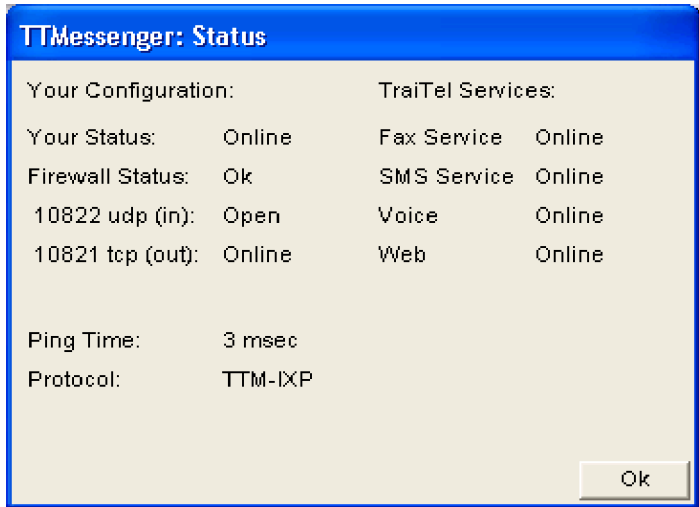 TTMessenger: Status
Your Configuration: TraiTel Services:
Your Status: Online Fax Service Online
Firewall Status: Ok SMS Service Online
10822 udp (in): Open Voice Online
10821 tcp (out): Online Web Online
Ping Time: 3 msec
Protocol: TTM-IXP
Ok